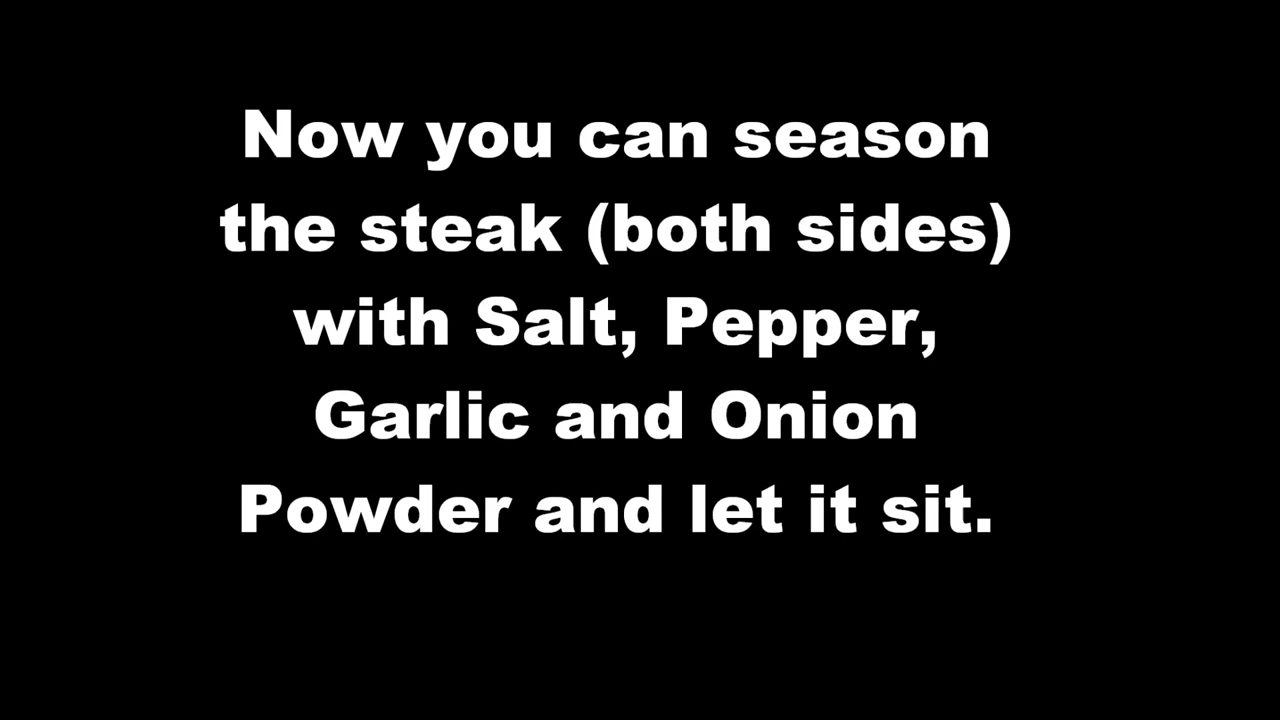 Now you can season
the steak (both sides)
with Salt, Pepper,
Garlic and Onion
Powder and let it sit.